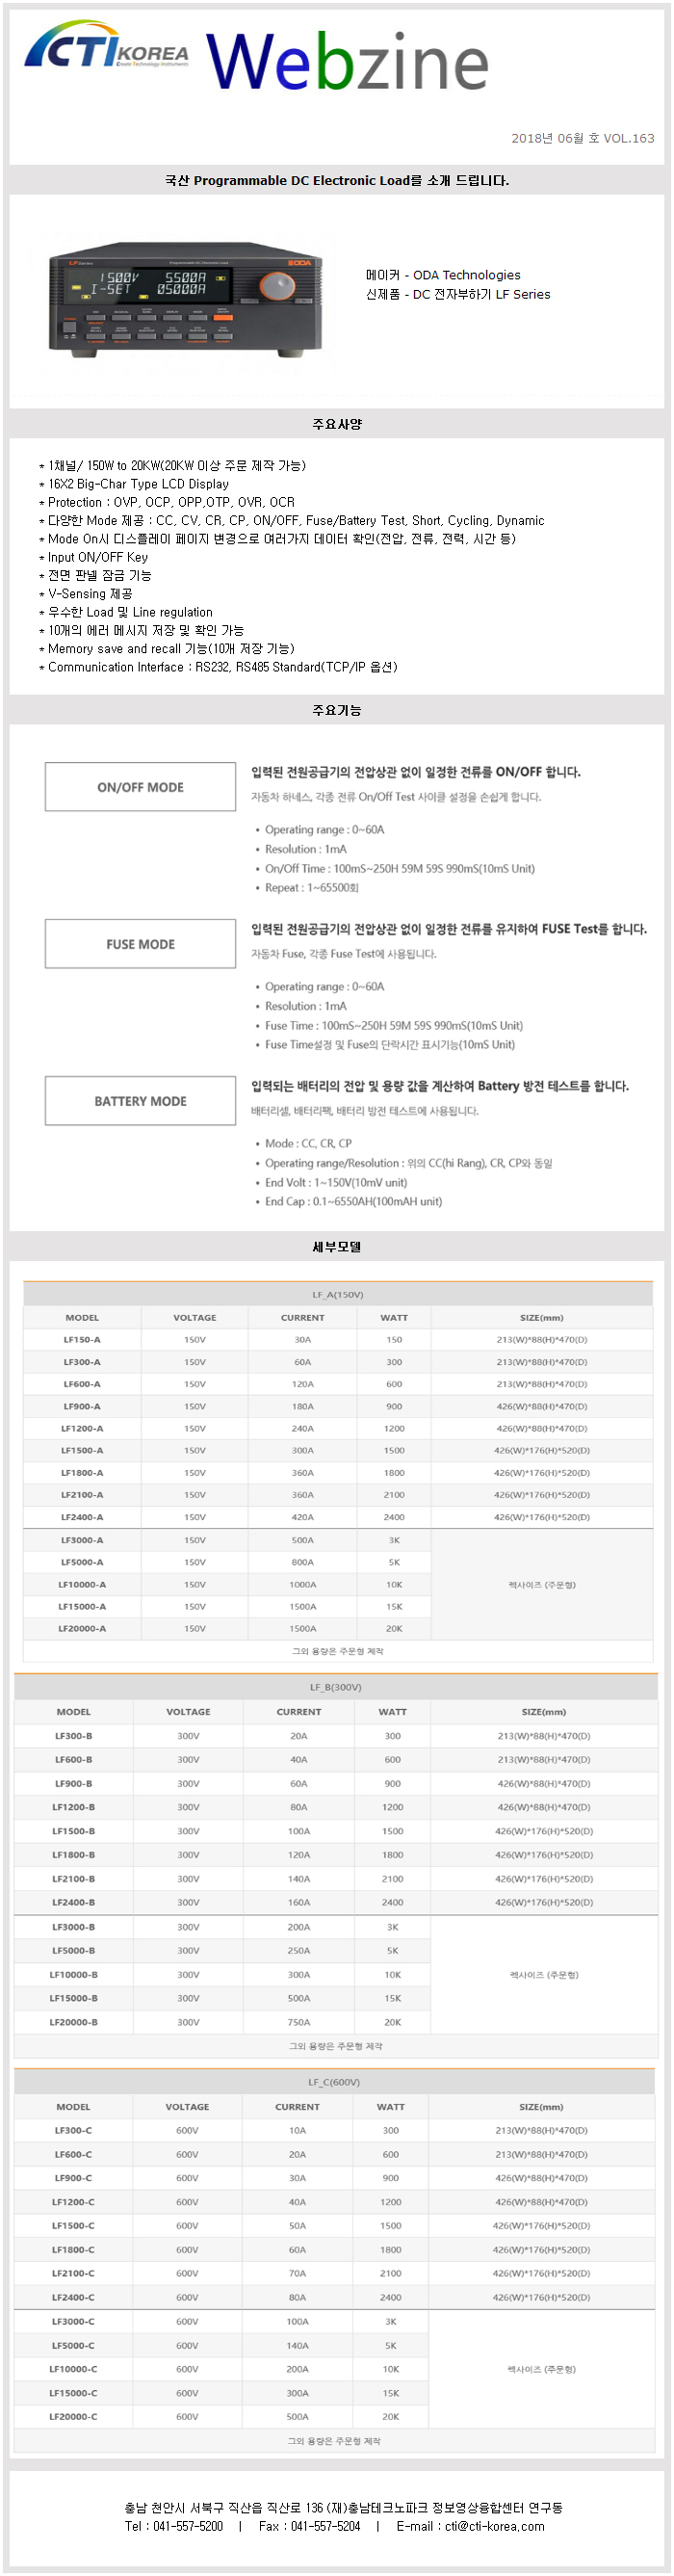 CTI KOREA
Create Technology Instruments
Webzine
2018년 06월 호 VOL.163
국산 Programmable DC Electronic Load를 소개 드립니다.
LF Series Programmable DC Electronic Load ODA
1500V 5500A
I-SET 05000A
메이커 - ODA Technologies
신제품 - DC 전자부하기 LF Series
주요사양
* 1채널/ 150W to 20KW(20KW 이상 주문 제작 가능)
* 16X2 Big-Char Type LCD Display
* Protection : OVP, OCP, OPP,OTP, OVR, OCR
* 다양한 Mode 제공 : CC, CV, CR, CP, ON/OFF, Fuse/Battery Test, Short, Cycling, Dynamic
* Mode On시 디스플레이 페이지 변경으로 여러가지 데이터 확인(전압, 전류, 전력, 시간 등)
* Input ON/OFF Key
* 전면 판넬 잠금 기능
* V-Sensing 제공
* 우수한 Load 및 Line regulation
* 10개의 에러 메시지 저장 및 확인 가능
* Memory save and recall 기능(10개 저장 기능)
* Communication Interface : RS232, RS485 Standard(TCP/IP 옵션)
주요기능
ON/OFF MODE
입력된 전원공급기의 전압상관 없이 일정한 전류를 ON/OFF 합니다.
자동차 하네스, 각종 전류 On/Off Test 사이클 설정을 손쉽게 합니다.
• Operating range : 0~60A
• Resolution : 1mA
• On/Off Time : 100mS~250H 59M 59S 990mS(10mS Unit)
• Repeat : 1~65500회
FUSE MODE
입력된 전원공급기의 전압상관 없이 일정한 전류를 유지하여 FUSE Test를 합니다.
자동차 Fuse, 각종 Fuse Test에 사용됩니다.
• Operating range : 0~60A
• Resolution : 1mA
• Fuse Time : 100mS~250H 59M 59S 990mS(10mS Unit)
• Fuse Time설정 및 Fuse의 단락시간 표시기능(10mS Unit)
BATTERY MODE
입력되는 배터리의 전압 및 용량 값을 계산하여 Battery 방전 테스트를 합니다.
배터리셀, 배터리팩, 배터리 방전 테스트에 사용됩니다.
• Mode : CC, CR, CP
• Operating range/Resolution : 위의 CC(hi Rang), CR, CP와 동일
• End Volt : 1~150V(10mV unit)
• End Cap : 0.1~6550AH(100mAH unit)
세부모델
LF_A(150V)
MODEL VOLTAGE CURRENT WATT SIZE(mm)
LF150-A 150V 30A 150 213(W)*88(H)*470(D)
LF300-A 150V 60A 300 213(W)*88(H)*470(D)
LF600-A 150V 120A 600 213(W)*88(H)*470(D)
LF900-A 150V 180A 900 426(W)*88(H)*470(D)
LF1200-A 150V 240A 1200 426(W)*88(H)*470(D)
LF1500-A 150V 300A 1500 426(W)*176(H)*520(D)
LF1800-A 150V 360A 1800 426(W)*176(H)*520(D)
LF2100-A 150V 360A 2100 426(W)*176(H)*520(D)
LF2400-A 150V 420A 2400 426(W)*176(H)*520(D)
LF3000-A 150V 500A 3K
LF5000-A 150V 800A 5K
LF10000-A 150V 1000A 10K 렉사이즈 (주문형)
LF15000-A 150V 1500A 15K
LF20000-A 150V 1500A 20K
그외 용량은 주문형 제작
LF_B(300V)
MODEL VOLTAGE CURRENT WATT SIZE(mm)
LF300-B 300V 20A 300 213(W)*88(H)*470(D)
LF600-B 300V 40A 600 213(W)*88(H)*470(D)
LF900-B 300V 60A 900 426(W)*88(H)*470(D)
LF1200-B 300V 80A 1200 426(W)*88(H)*470(D)
LF1500-B 300V 100A 1500 426(W)*176(H)*520(D)
LF1800-B 300V 120A 1800 426(W)*176(H)*520(D)
LF2100-B 300V 140A 2100 426(W)*176(H)*520(D)
LF2400-B 300V 160A 2400 426(W)*176(H)*520(D)
LF3000-B 300V 200A 3K
LF5000-B 300V 250A 5K
LF10000-B 300V 300A 10K 렉사이즈 (주문형)
LF15000-B 300V 500A 15K
LF20000-B 300V 750A 20K
그외 용량은 주문형 제작
LF_C(600V)
MODEL VOLTAGE CURRENT WATT SIZE(mm)
LF300-C 600V 10A 300 213(W)*88(H)*470(D)
LF600-C 600V 20A 600 213(W)*88(H)*470(D)
LF900-C 600V 30A 900 426(W)*88(H)*470(D)
LF1200-C 600V 40A 1200 426(W)*88(H)*470(D)
LF1500-C 600V 50A 1500 426(W)*176(H)*520(D)
LF1800-C 600V 60A 1800 426(W)*176(H)*520(D)
LF2100-C 600V 70A 2100 426(W)*176(H)*520(D)
LF2400-C 600V 80A 2400 426(W)*176(H)*520(D)
LF3000-C 600V 100A 3K
LF5000-C 600V 140A 5K
LF10000-C 600V 200A 10K 렉사이즈 (주문형)
LF15000-C 600V 300A 15K
LF20000-C 600V 500A 20K
그외 용량은 주문형 제작
충남 천안시 서북구 직산읍 직산로 136 (재)충남테크노파크 정보영상융합센터 연구동
Tel : 041-557-5200 | Fax : 041-557-5204 | E-mail : cti@cti-korea.com